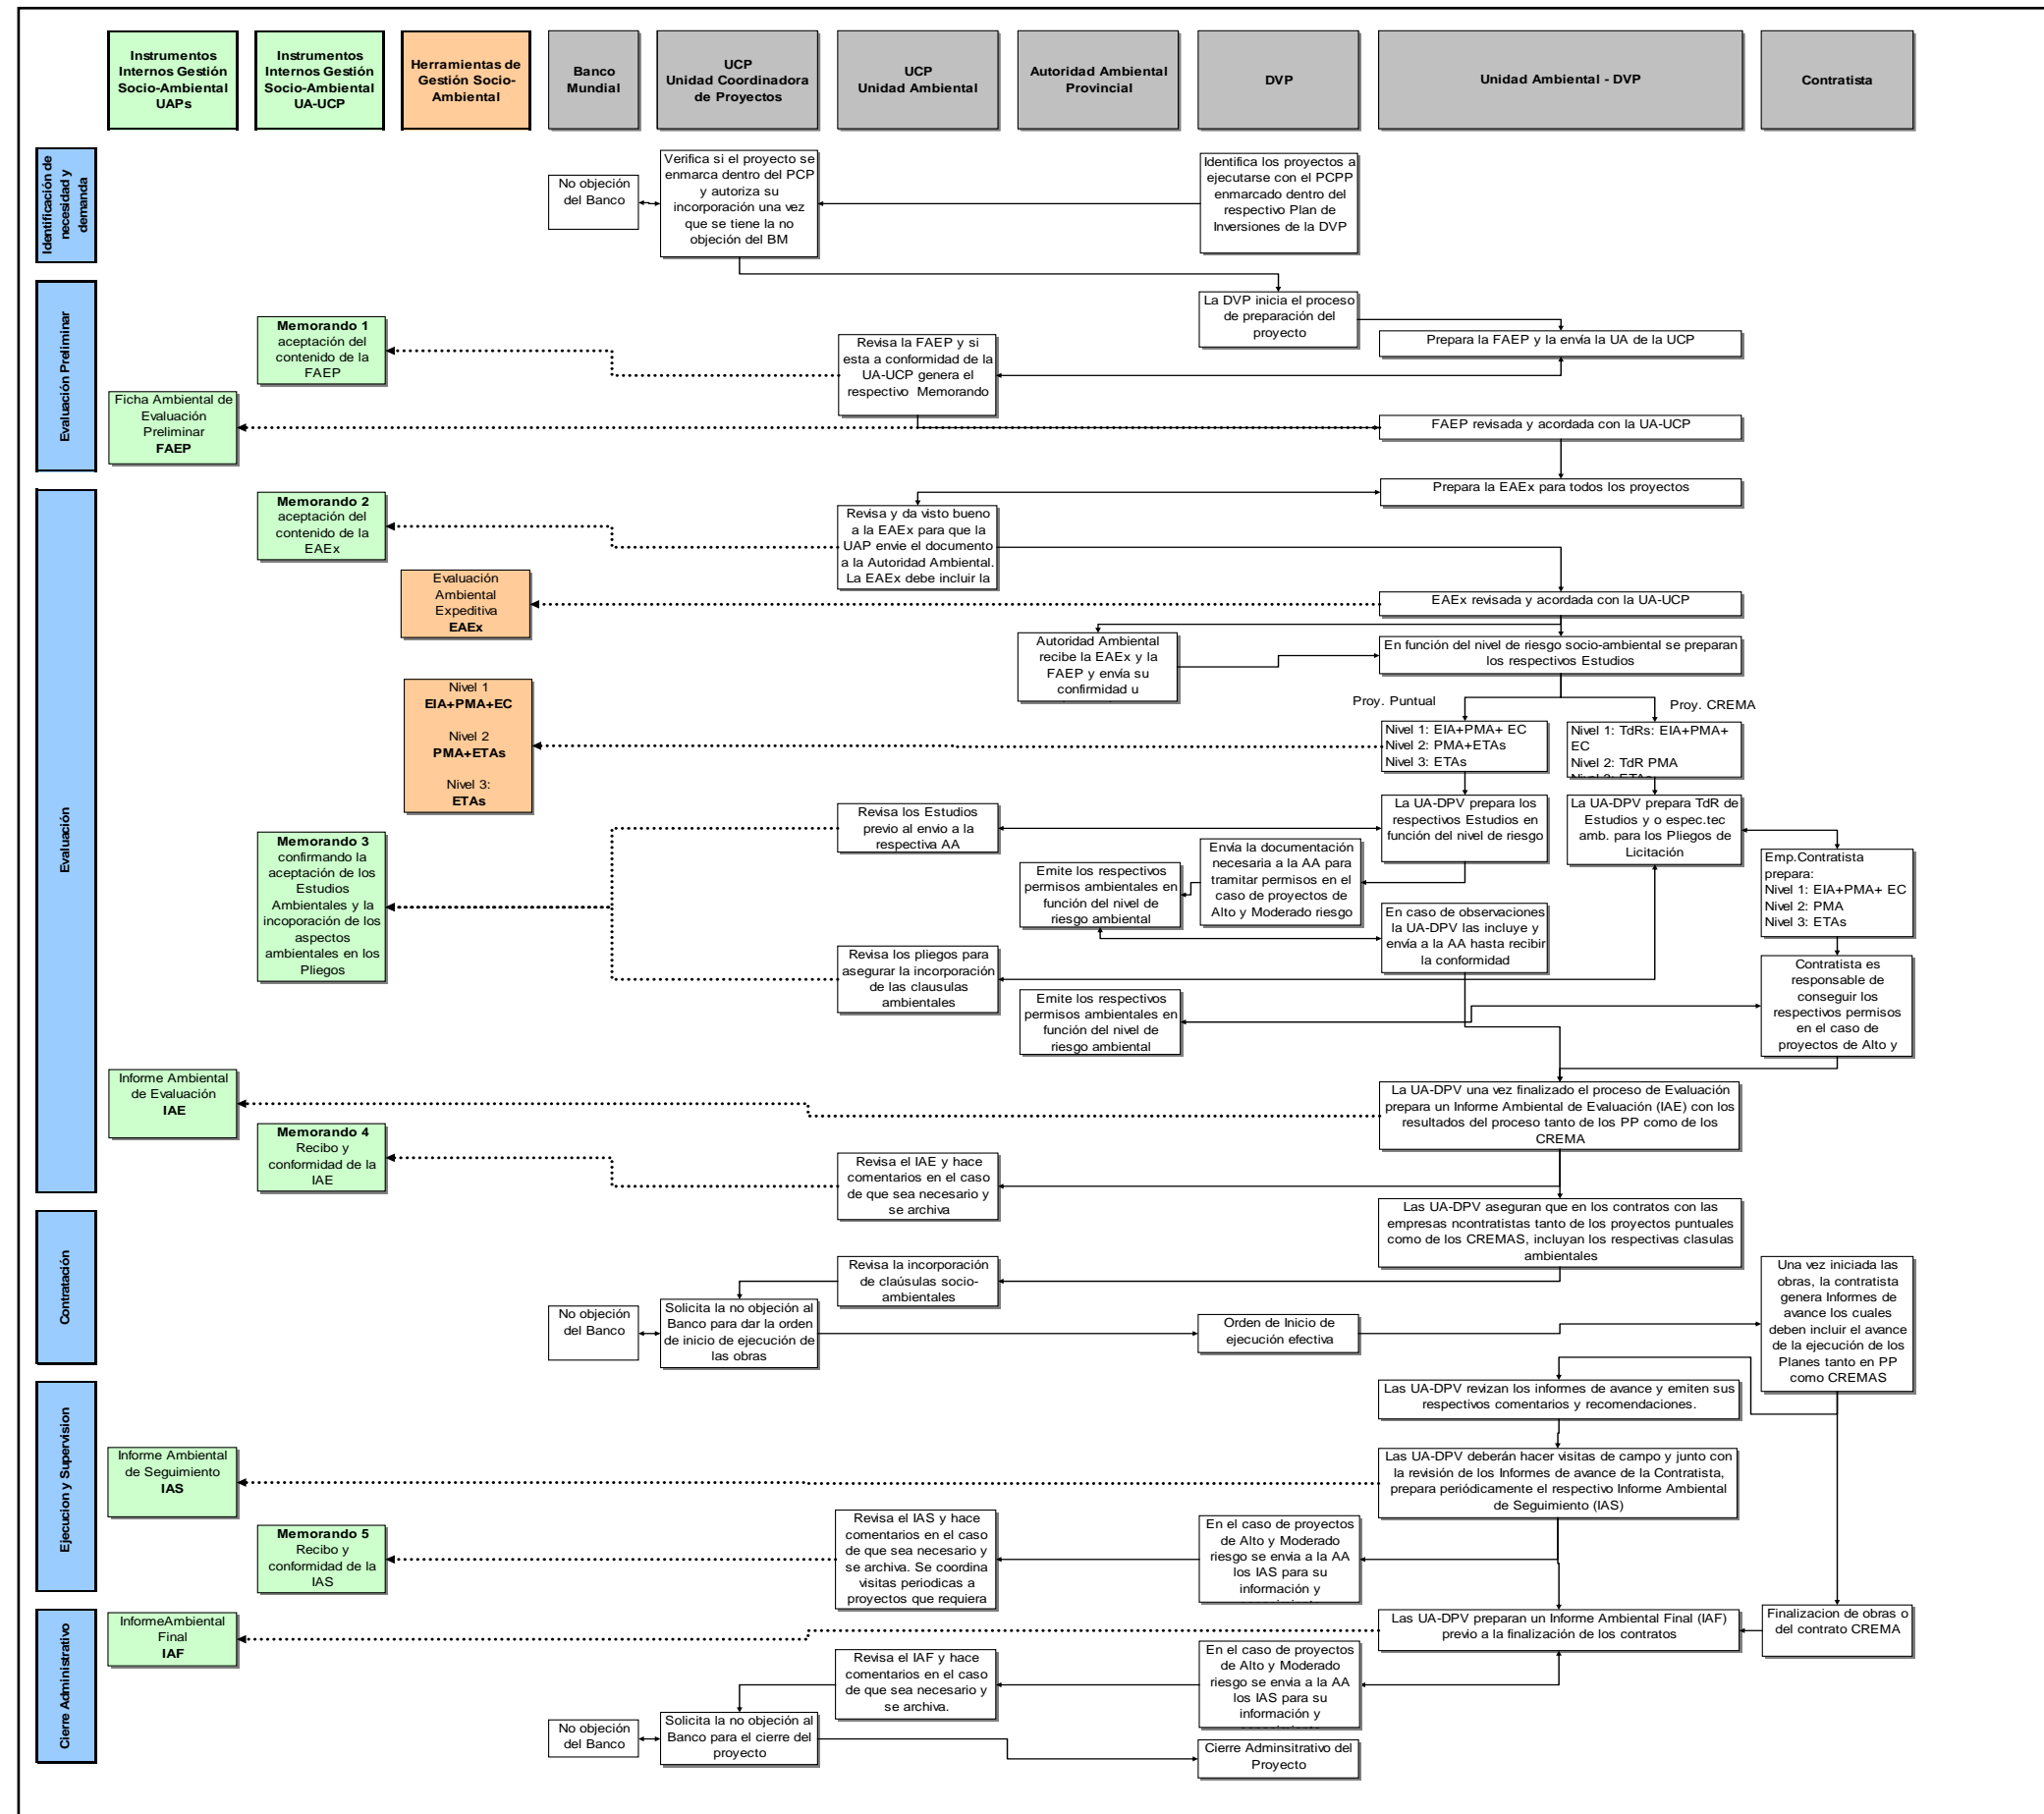 Instrumentos
Internos Gestión
Socio-Ambiental
UAPs
Instrumentos
Internos Gestión
Socio-Ambiental
UA-UCP
Herramientas de
Gestión Socio-
Ambiental
Banco
Mundial
UCP
Unidad Coordinadora
de Proyectos
UCP
Unidad Ambiental
Autoridad Ambiental
Provincial
DVP
Unidad Ambiental - DVP
Contratista
Identificación de
necesidad y
demanda
No objeción
del Banco
Verifica si el proyecto se
enmarca dentro del PCP
y autoriza su
incorporación una vez
que se tiene la no
objeción del BM
Identifica los proyectos a
ejecutarse con el PCPP
enmarcado dentro del
respectivo Plan de
Inversiones de la DVP
Evaluación Preliminar
La DVP inicia el proceso
de preparación del
proyecto
Prepara la FAEP y la envía la UA de la UCP
Revisa la FAEP y si
esta a conformidad de la
UA-UCP genera el
respectivo Memorando
Memorando 1
aceptación del
contenido de la
FAEP
Ficha Ambiental de
Evaluación
Preliminar
FAEP
FAEP revisada y acordada con la UA-UCP
Evaluación
Prepara la EAEx para todos los proyectos
Memorando 2
aceptación del
contenido de la
EAEx
Revisa y da visto bueno
a la EAEx para que la
UAP envie el documento
a la Autoridad Ambiental.
La EAEx debe incluir la
Evaluación
Ambiental
Expeditiva
EAEx
EAEx revisada y acordada con la UA-UCP
Autoridad Ambiental
recibe la EAEx y la
FAEP y envía su
confirmidad u
En función del nivel de riesgo socio-ambiental se preparan
los respectivos Estudios
Proy. Puntual
Proy. CREMA
Nivel 1
EIA+PMA+EC
Nivel 2
PMA+ETAs
Nivel 3:
ETAs
Nivel 1: EIA+PMA+ EC
Nivel 2: PMA+ETAs
Nivel 3: ETAs
Nivel 1: TdRs: EIA+PMA+
EC
Nivel 2: TdR PMA
Revisa los Estudios
previo al envio a la
respectiva AA
La UA-DPV prepara los
respectivos Estudios en
función del nivel de riesgo
La UA-DPV prepara TdR de
Estudios y o espec.tec
amb. para los Pliegos de
Licitación
Memorando 3
confirmando la
aceptación de los
Estudios
Ambientales y la
incoporación de los
aspectos
ambientales en los
Pliegos
Envía la documentación
necesaria a la AA para
tramitar permisos en el
caso de proyectos de
Alto y Moderado riesgo
Emite los respectivos
permisos ambientales en
función del nivel de
riesgo ambiental
Emp.Contratista
prepara:
Nivel 1: EIA+PMA+ EC
Nivel 2: PMA
Nivel 3: ETAs
En caso de observaciones
la UA-DPV las incluye y
envía a la AA hasta recibir
la conformidad
Revisa los pliegos para
asegurar la incorporación
de las clausulas
ambientales
Emite los respectivos
permisos ambientales en
función del nivel de
riesgo ambiental
Contratista es
responsable de
conseguir los
respectivos permisos
en el caso de
proyectos de Alto y
Informe Ambiental
de Evaluación
IAE
La UA-DPV una vez finalizado el proceso de Evaluación
prepara un Informe Ambiental de Evaluación (IAE) con los
resultados del proceso tanto de los PP como de los
CREMA
Memorando 4
Recibo y
conformidad de la
IAE
Revisa el IAE y hace
comentarios en el caso
de que sea necesario y
se archiva
Contratación
Las UA-DPV aseguran que en los contratos con las
empresas ncontratistas tanto de los proyectos puntuales
como de los CREMAS, incluyan los respectivas clasulas
ambientales
Revisa la incorporación
de claúsulas socio-
ambientales
No objeción
del Banco
Solicita la no objeción al
Banco para dar la orden
de inicio de ejecución de
las obras
Orden de Inicio de
ejecución efectiva
Una vez iniciada las
obras, la contratista
genera Informes de
avance los cuales
deben incluir el avance
de la ejecución de los
Planes tanto en PP
como CREMAS
Ejecucion y Supervision
Las UA-DPV revizan los informes de avance y emiten sus
respectivos comentarios y recomendaciones.
Informe Ambiental
de Seguimiento
IAS
Las UA-DPV deberán hacer visitas de campo y junto con
la revisión de los Informes de avance de la Contratista,
prepara periódicamente el respectivo Informe Ambiental
de Seguimiento (IAS)
Memorando 5
Recibo y
conformidad de la
IAS
Revisa el IAS y hace
comentarios en el caso
de que sea necesario y
se archiva. Se coordina
visitas periodicas a
proyectos que requiera
En el caso de proyectos
de Alto y Moderado
riesgo se envia a la AA
los IAS para su
información y
Cierre Administrativo
InformeAmbiental
Final
IAF
Las UA-DPV preparan un Informe Ambiental Final (IAF)
previo a la finalización de los contratos
Finalizacion de obras o
del contrato CREMA
Revisa el IAF y hace
comentarios en el caso
de que sea necesario y
se archiva.
En el caso de proyectos
de Alto y Moderado
riesgo se envia a la AA
los IAS para su
información y
No objeción
del Banco
Solicita la no objeción al
Banco para el cierre del
proyecto
Cierre Adminsitrativo del
Proyecto